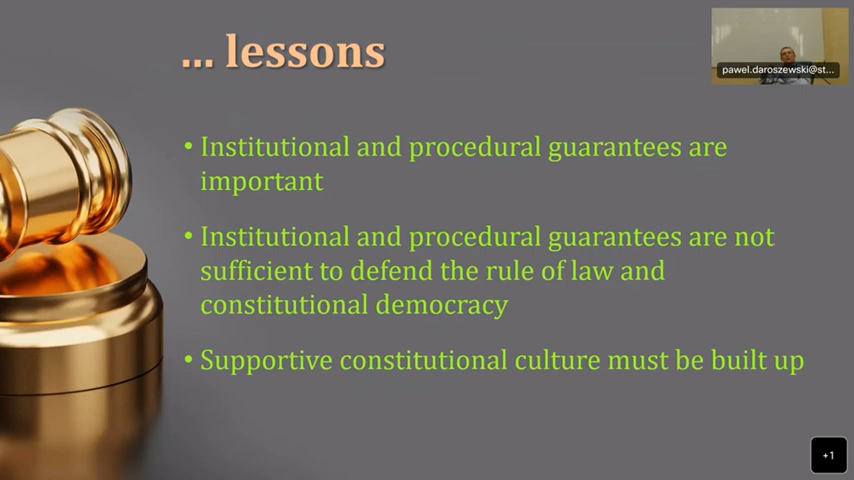 ... lessons
pawel.daroszewski@st...
• Institutional and procedural guarantees are
important
• Institutional and procedural guarantees are not
sufficient to defend the rule of law and
constitutional democracy
• Supportive constitutional culture must be built up
+1